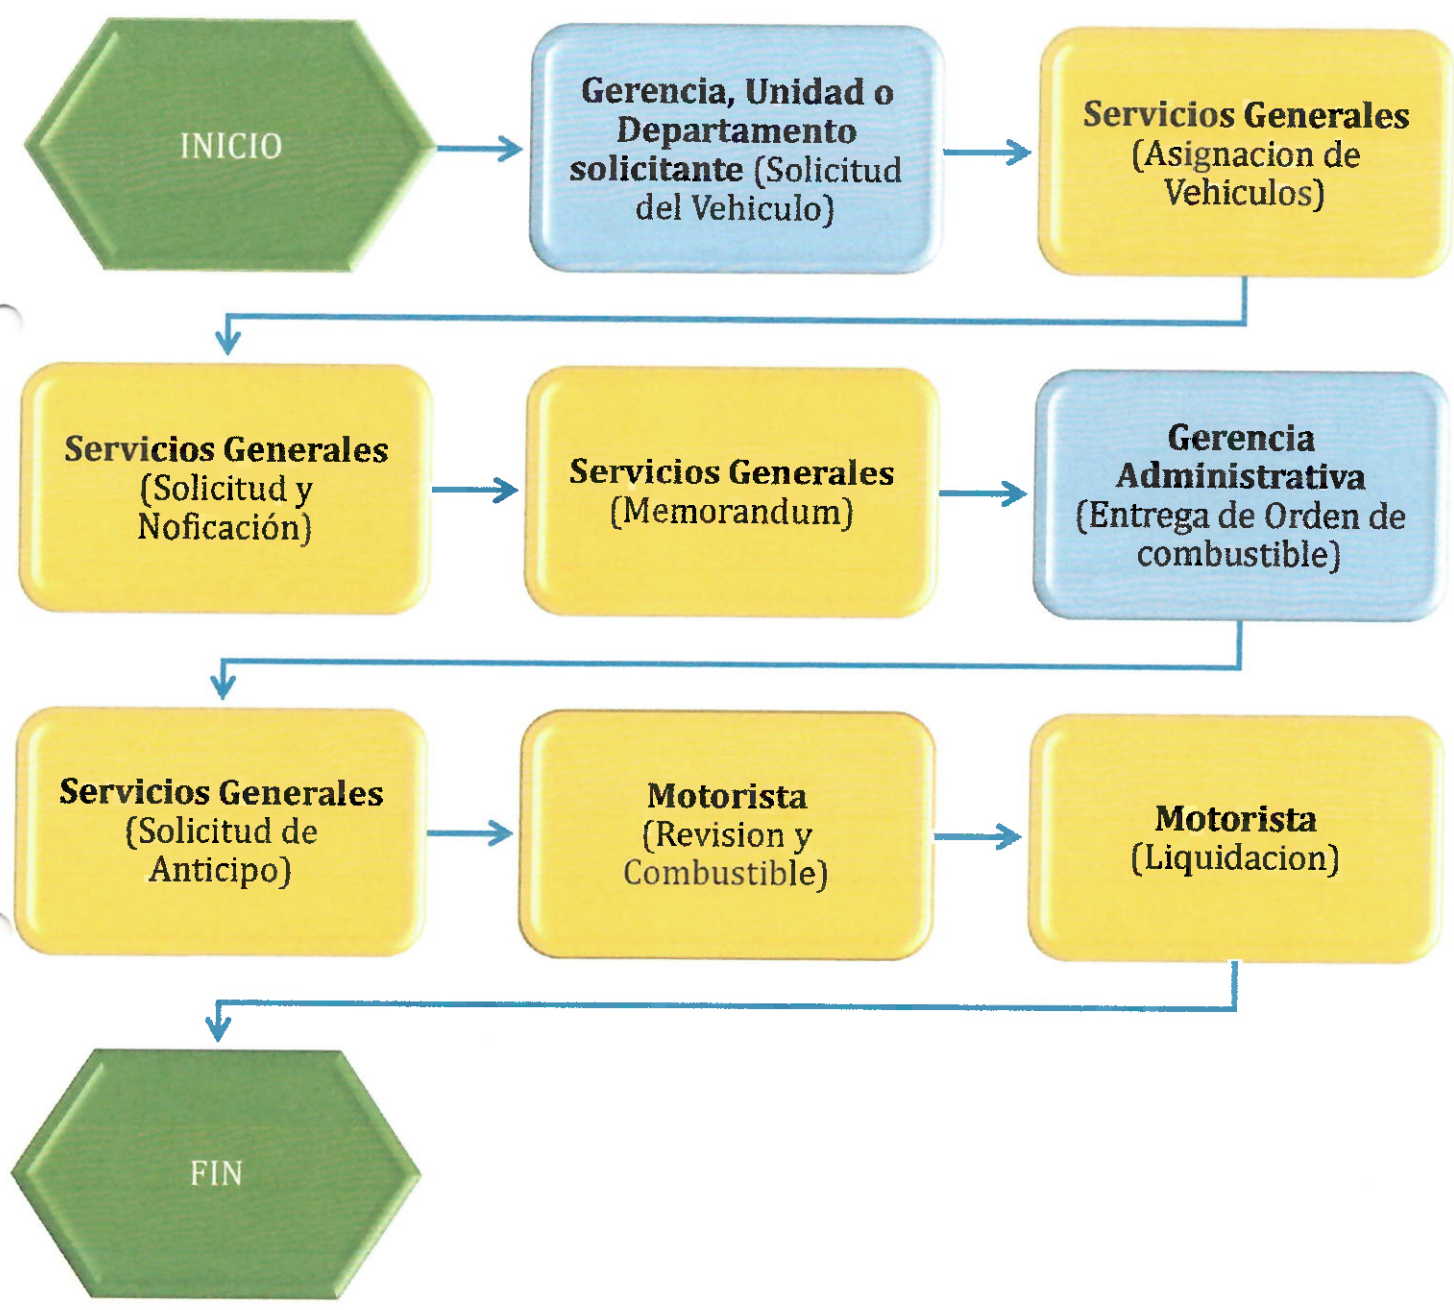 INICIO
Gerencia, Unidad o
Departamento
solicitante (Solicitud
del Vehiculo)
Servicios Generales
(Asignacion de
Vehiculos)
Servicios Generales
(Solicitud y
Noficación)
Servicios Generales
(Memorandum)
Gerencia
Administrativa
(Entrega de Orden de
combustible)
Servicios Generales
(Solicitud de
Anticipo)
Motorista
(Revision y
Combustible)
Motorista
(Liquidacion)
FIN